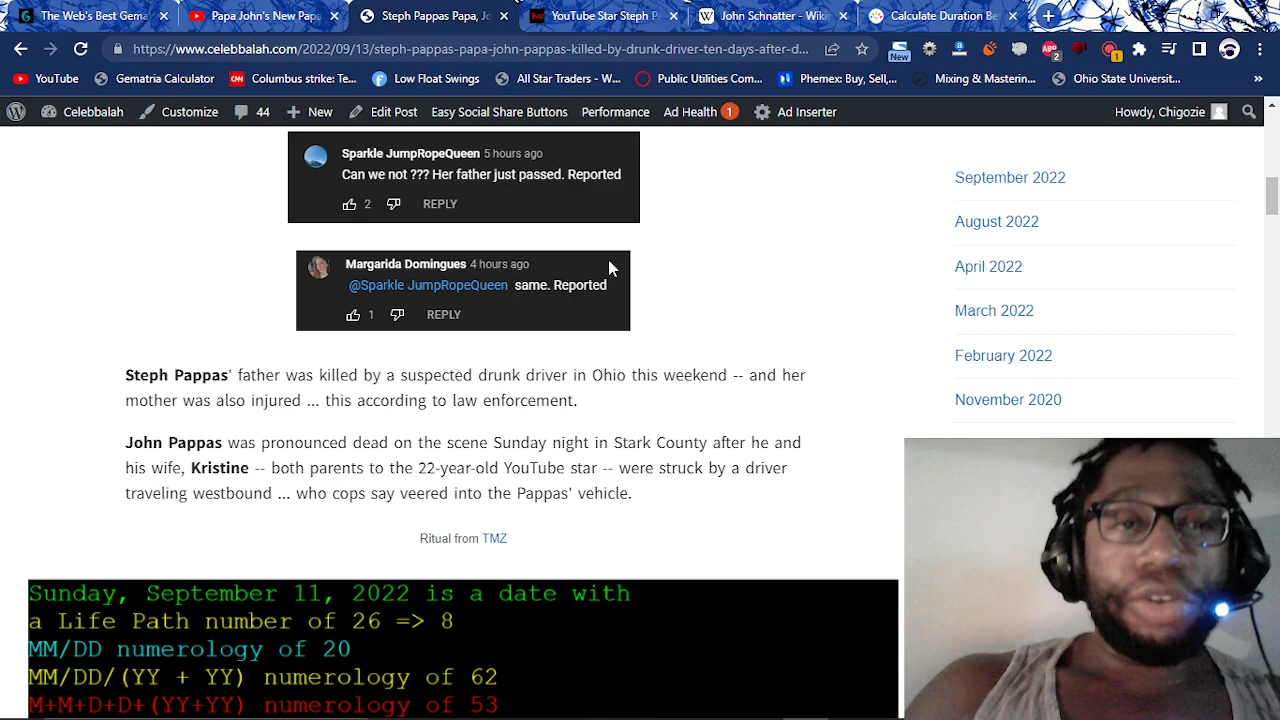 The Web's Best Gema
Papa John's New Papa
Steph Pappas Papa, Jo
YouTube Star Steph P
John Schnatter - Wiki
Calculate Duration Be
https://www.celebbalah.com/2022/09/13/steph-pappas-papa-john-pappas-killed-by-drunk-driver-ten-days-after-d...
New
ABP
2
1
YouTube
Gematria Calculator
CNN Columbus strike: Te...
Low Float Swings
All Star Traders - W...
Public Utilities Com...
Phemex: Buy, Sell,...
Mixing & Masterin...
Ohio State Universit...
»
Celebbalah
Customize
44
New
Edit Post
Easy Social Share Buttons
Performance
Ad Health 1
Ad Inserter
Howdy, Chigozie
Sparkle JumpRopeQueen 5 hours ago
Can we not ??? Her father just passed. Reported
2 REPLY
Margarida Domingues 4 hours ago
@Sparkle JumpRopeQueen same. Reported
1 REPLY
Steph Pappas' father was killed by a suspected drunk driver in Ohio this weekend -- and her
mother was also injured ... this according to law enforcement.
John Pappas was pronounced dead on the scene Sunday night in Stark County after he and
his wife, Kristine -- both parents to the 22-year-old YouTube star -- were struck by a driver
traveling westbound ... who cops say veered into the Pappas' vehicle.
Ritual from TMZ
Sunday, September 11, 2022 is a date with
a Life Path number of 26 => 8
MM/DD numerology of 20
MM/DD/(YY + YY) numerology of 62
M+M+D+D+(YY+YY) numerology of 53
September 2022
August 2022
April 2022
March 2022
February 2022
November 2020